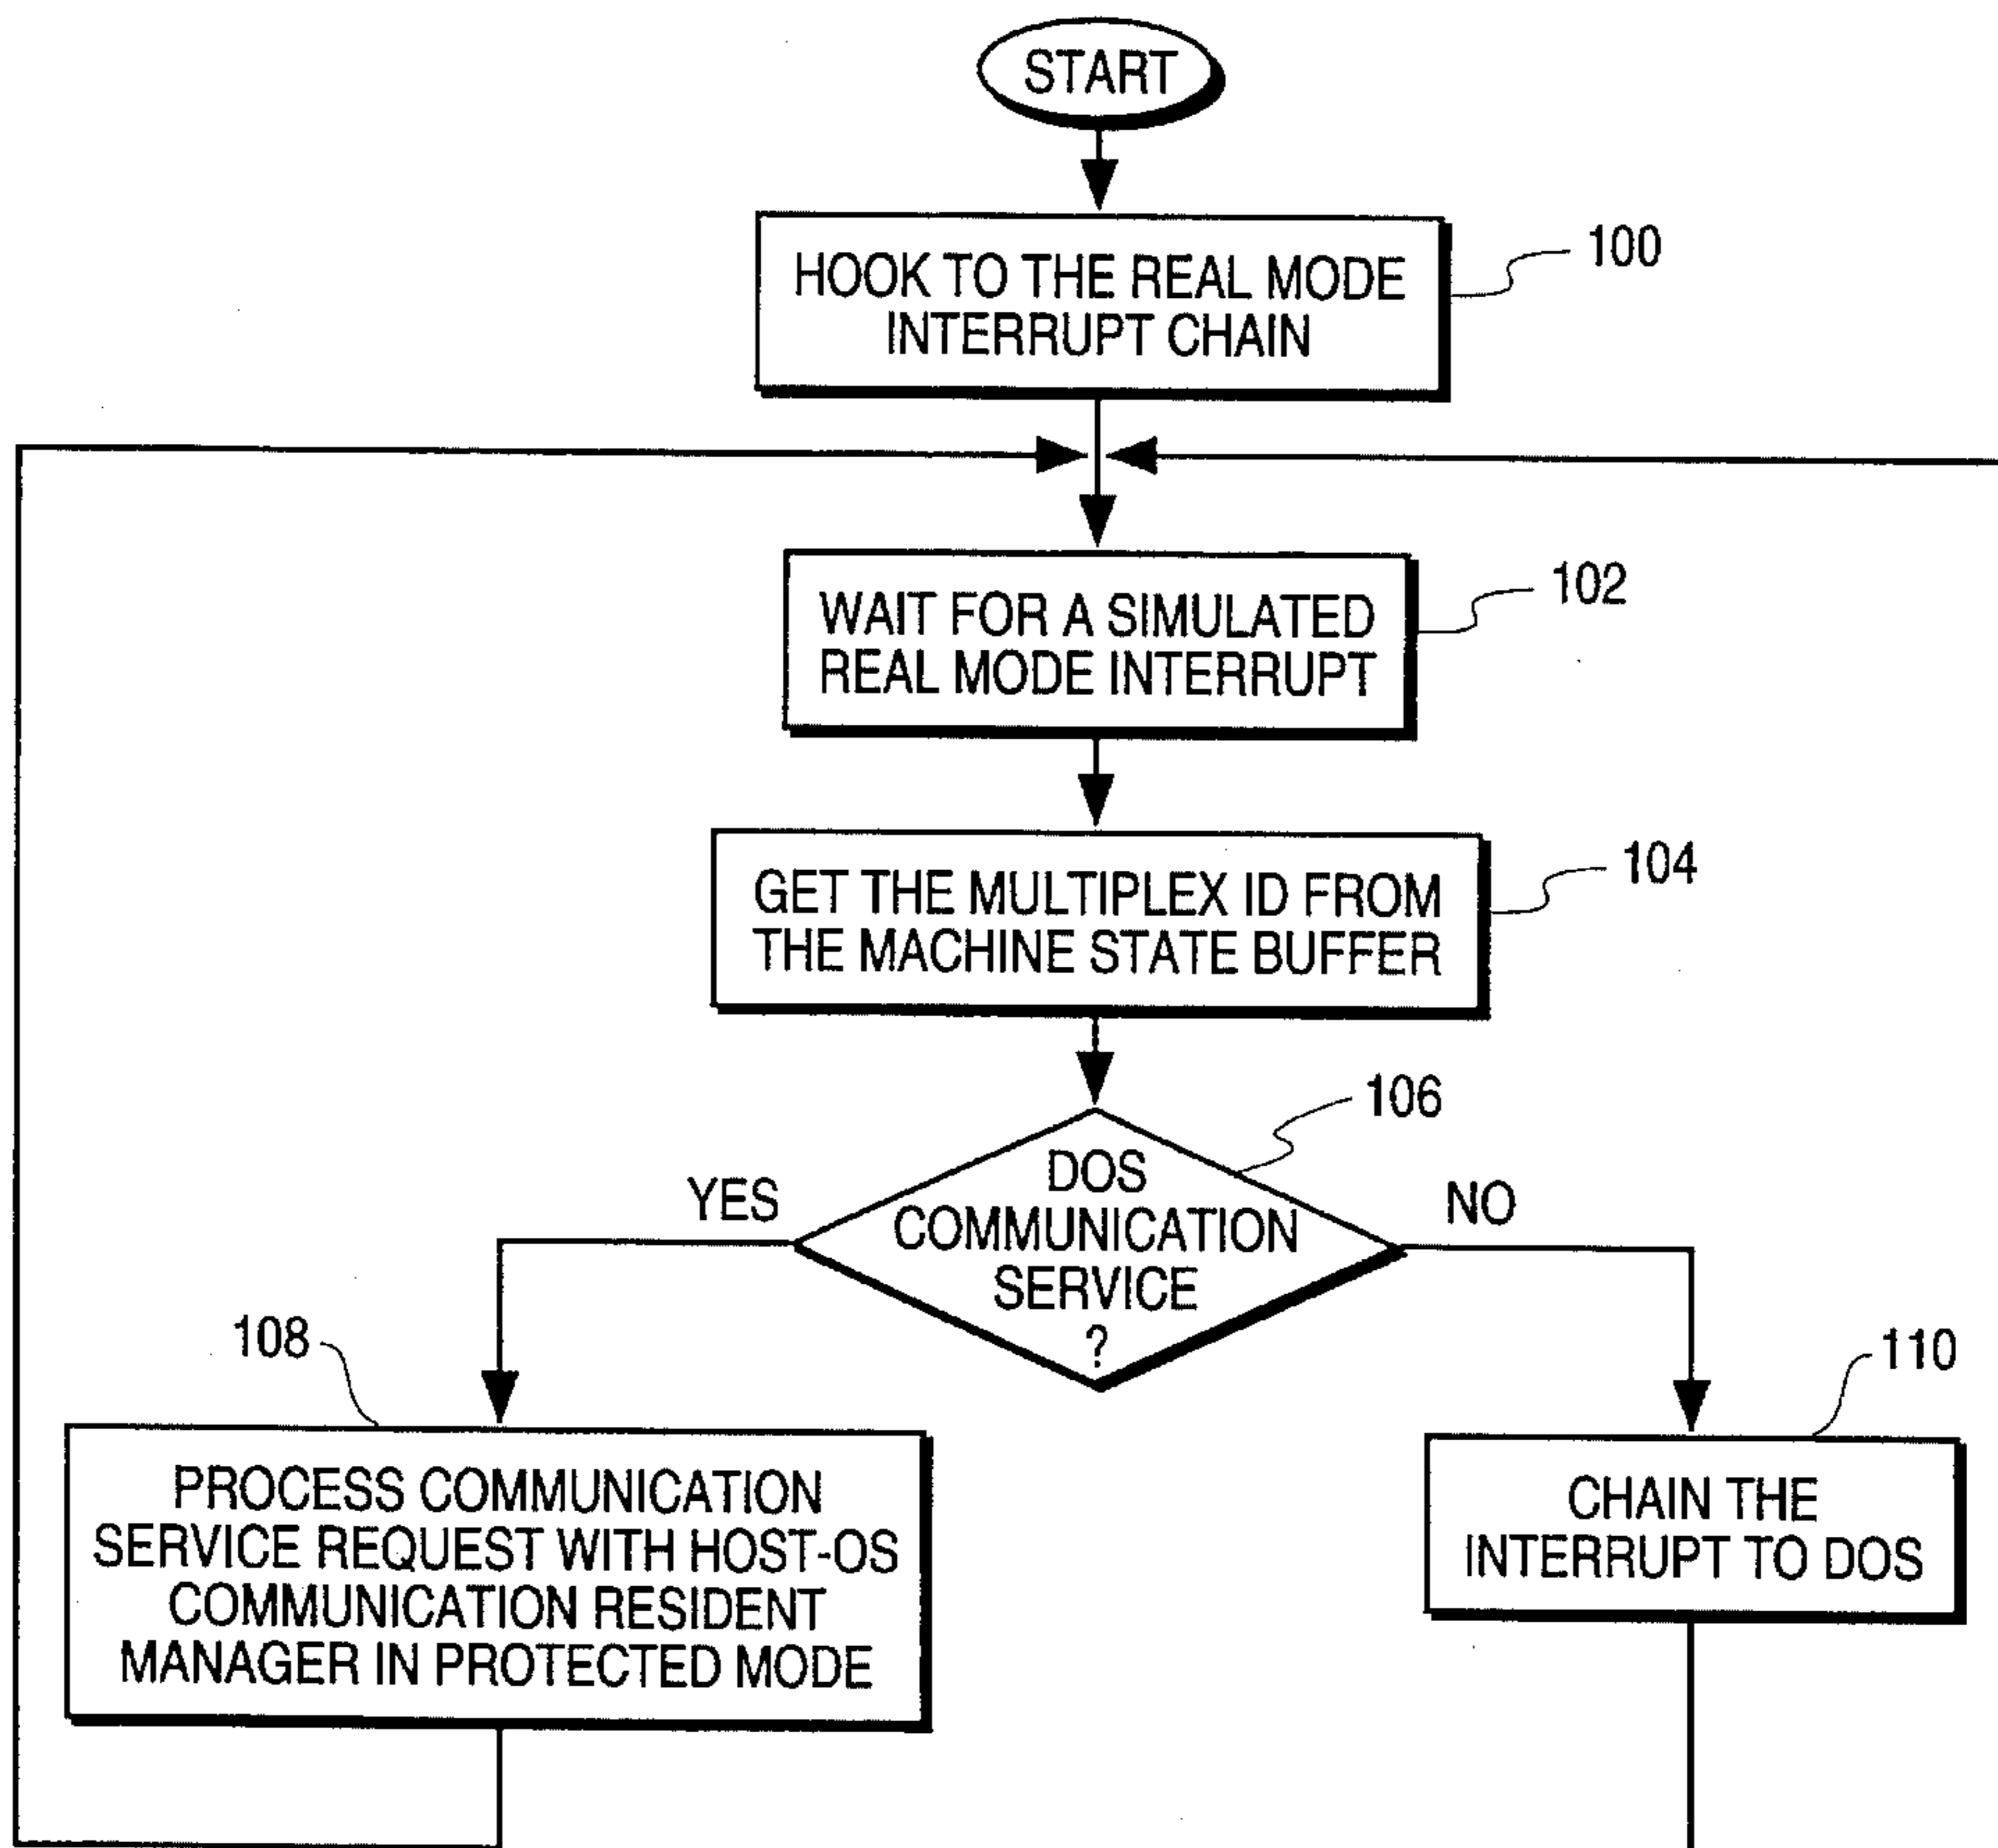 START
HOOK TO THE REAL MODE
INTERRUPT CHAIN
100
WAIT FOR A SIMULATED
REAL MODE INTERRUPT
102
GET THE MULTIPLEX ID FROM
THE MACHINE STATE BUFFER
104
106
DOS
COMMUNICATION
SERVICE
?
YES
NO
108
PROCESS COMMUNICATION
SERVICE REQUEST WITH HOST-OS
COMMUNICATION RESIDENT
MANAGER IN PROTECTED MODE
110
CHAIN THE
INTERRUPT TO DOS